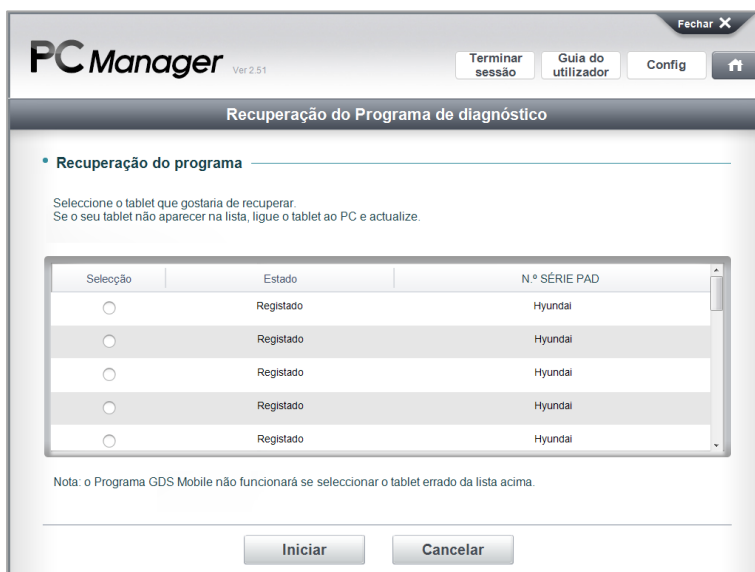 Fechar X
PC Manager Ver 2.51
Terminar sessão
Guia do utilizador
Config
Recuperação do Programa de diagnóstico
Recuperação do programa
Seleccione o tablet que gostaria de recuperar.
Se o seu tablet não aparecer na lista, ligue o tablet ao PC e actualize.
Selecção Estado N.º SÉRIE PAD
Registado Hyundai
Registado Hyundai
Registado Hyundai
Registado Hyundai
Registado Hyundai
Nota: o Programa GDS Mobile não funcionará se seleccionar o tablet errado da lista acima.
Iniciar Cancelar